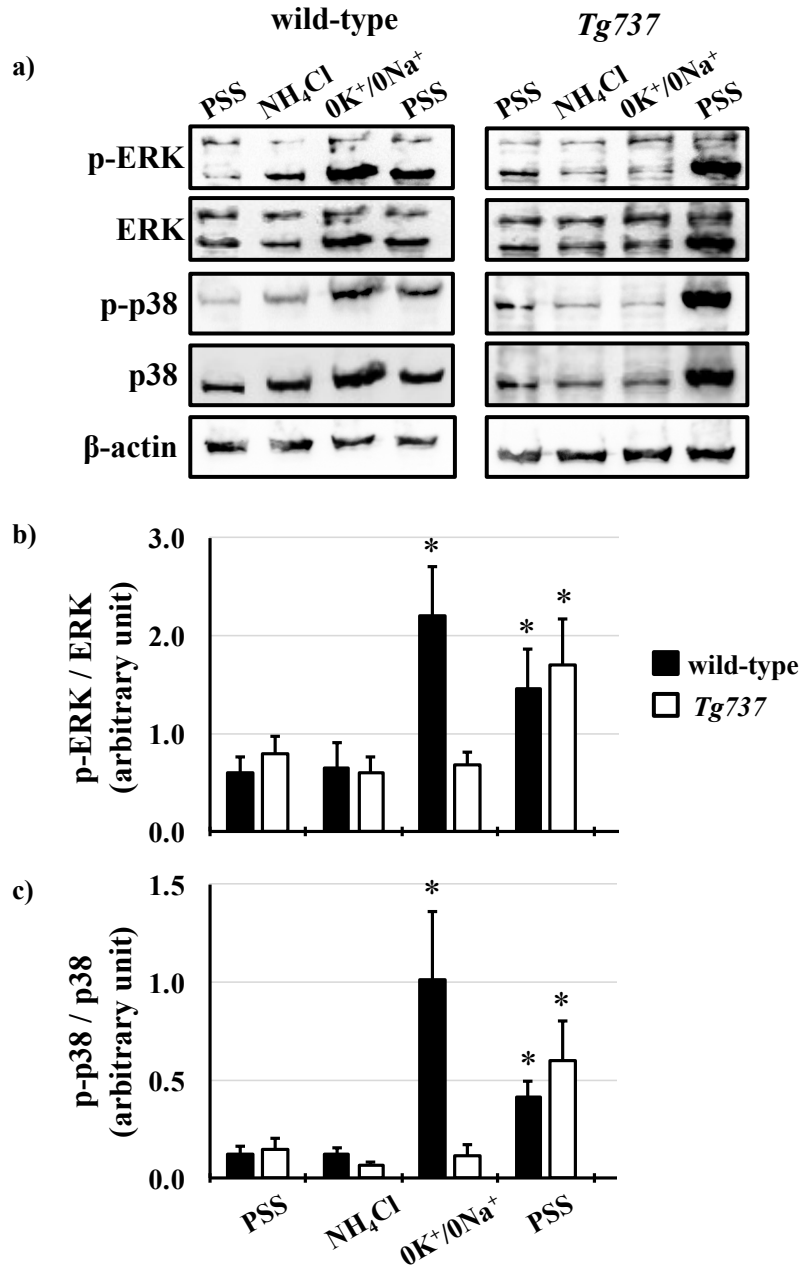 wild-type Tg737
a)
PSS NH₄Cl 0K⁺/0Na⁺ PSS PSS NH₄Cl 0K⁺/0Na⁺ PSS
p-ERK
ERK
p-p38
p38
β-actin
b)
p-ERK / ERK
(arbitrary unit)
3.0
2.0
1.0
0.0
*
*
*
wild-type
Tg737
c)
p-p38 / p38
(arbitrary unit)
1.5
1.0
0.5
0.0
*
*
*
PSS NH₄Cl 0K⁺/0Na⁺ PSS